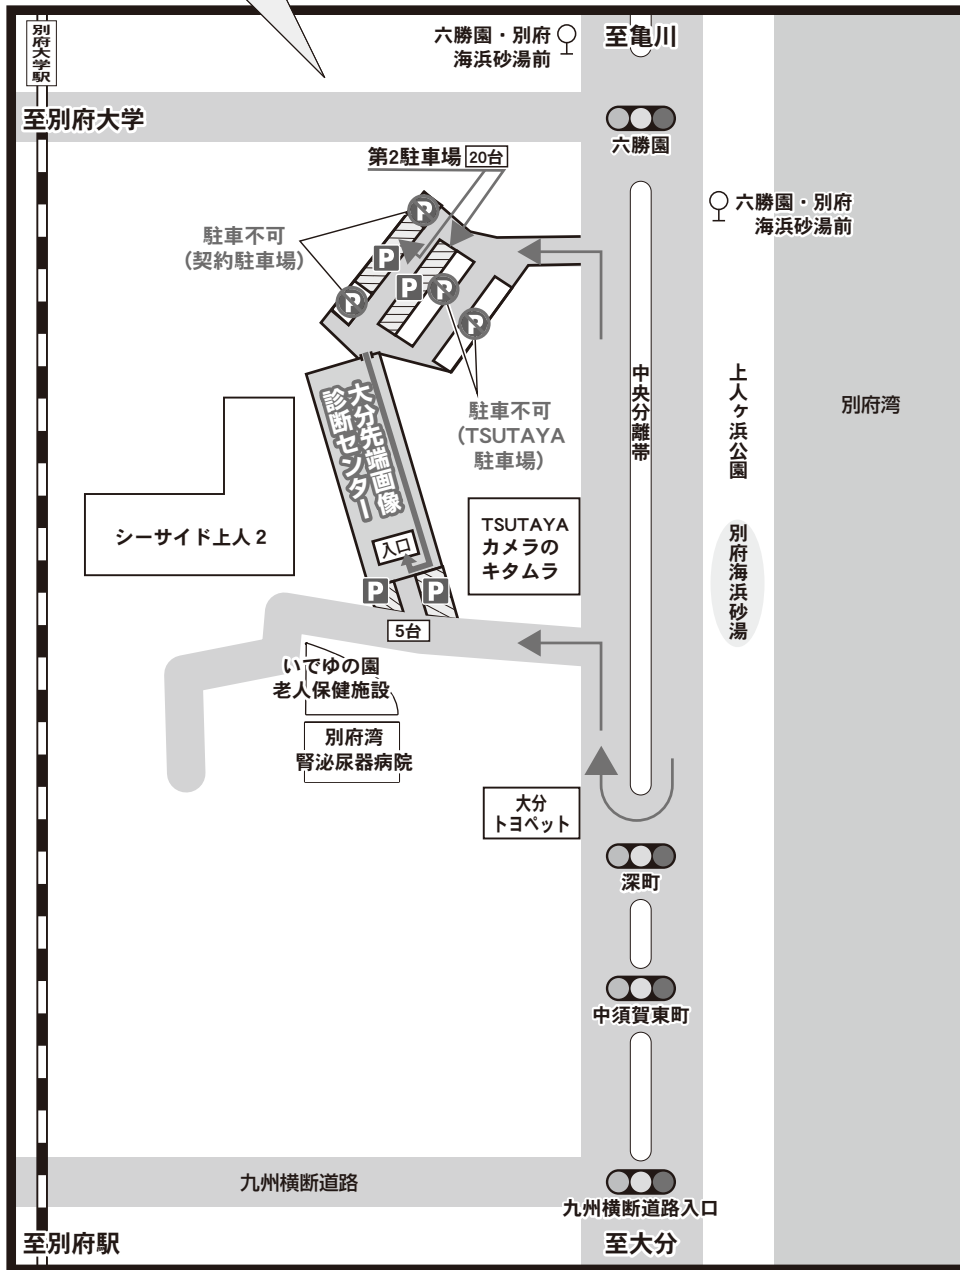 別府大学駅
六勝園・別府
海浜砂湯前
至亀川
至別府大学
六勝園
第2駐車場 20台
六勝園・別府
海浜砂湯前
駐車不可
(契約駐車場)
P
P
P
P
P
P
中央分離帯
上人ヶ浜公園
別府湾
大分先端画像
診断センター
駐車不可
(TSUTAYA
駐車場)
シーサイド上人2
TSUTAYA
カメラの
キタムラ
別府海浜砂湯
入口
P
P
5台
いでゆの園
老人保健施設
別府湾
腎泌尿器病院
大分
トヨペット
深町
中須賀東町
九州横断道路
九州横断道路入口
至別府駅
至大分